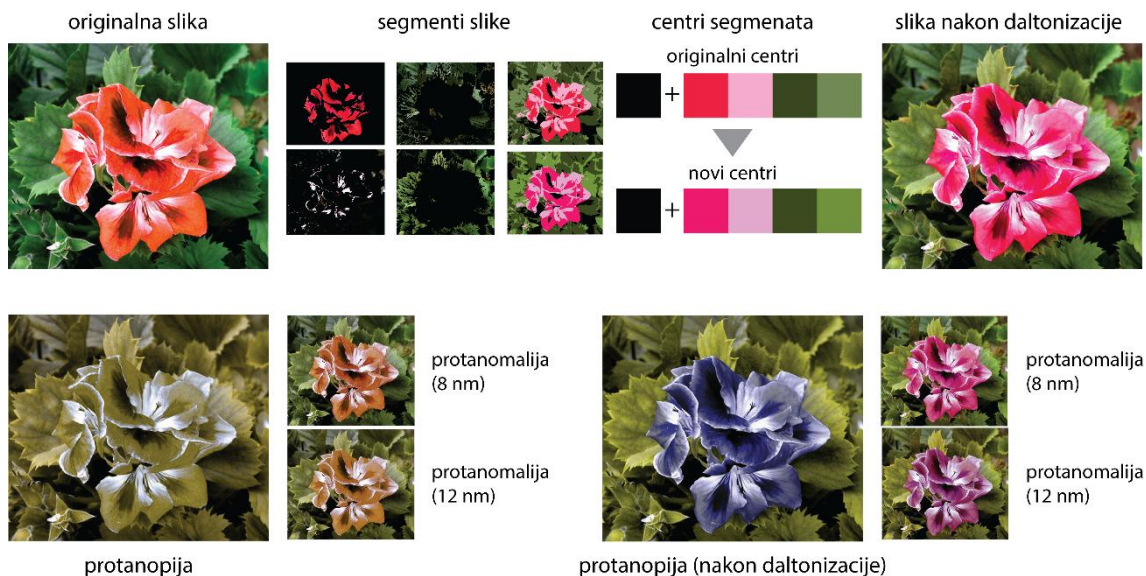 originalna slika
segmenti slike
centri segmenata
slika nakon daltonizacije
originalni centri
+
novi centri
+
protanomalija
(8 nm)
protanomalija
(12 nm)
protanomalija
(8 nm)
protanomalija
(12 nm)
protanopija
protanopija (nakon daltonizacije)